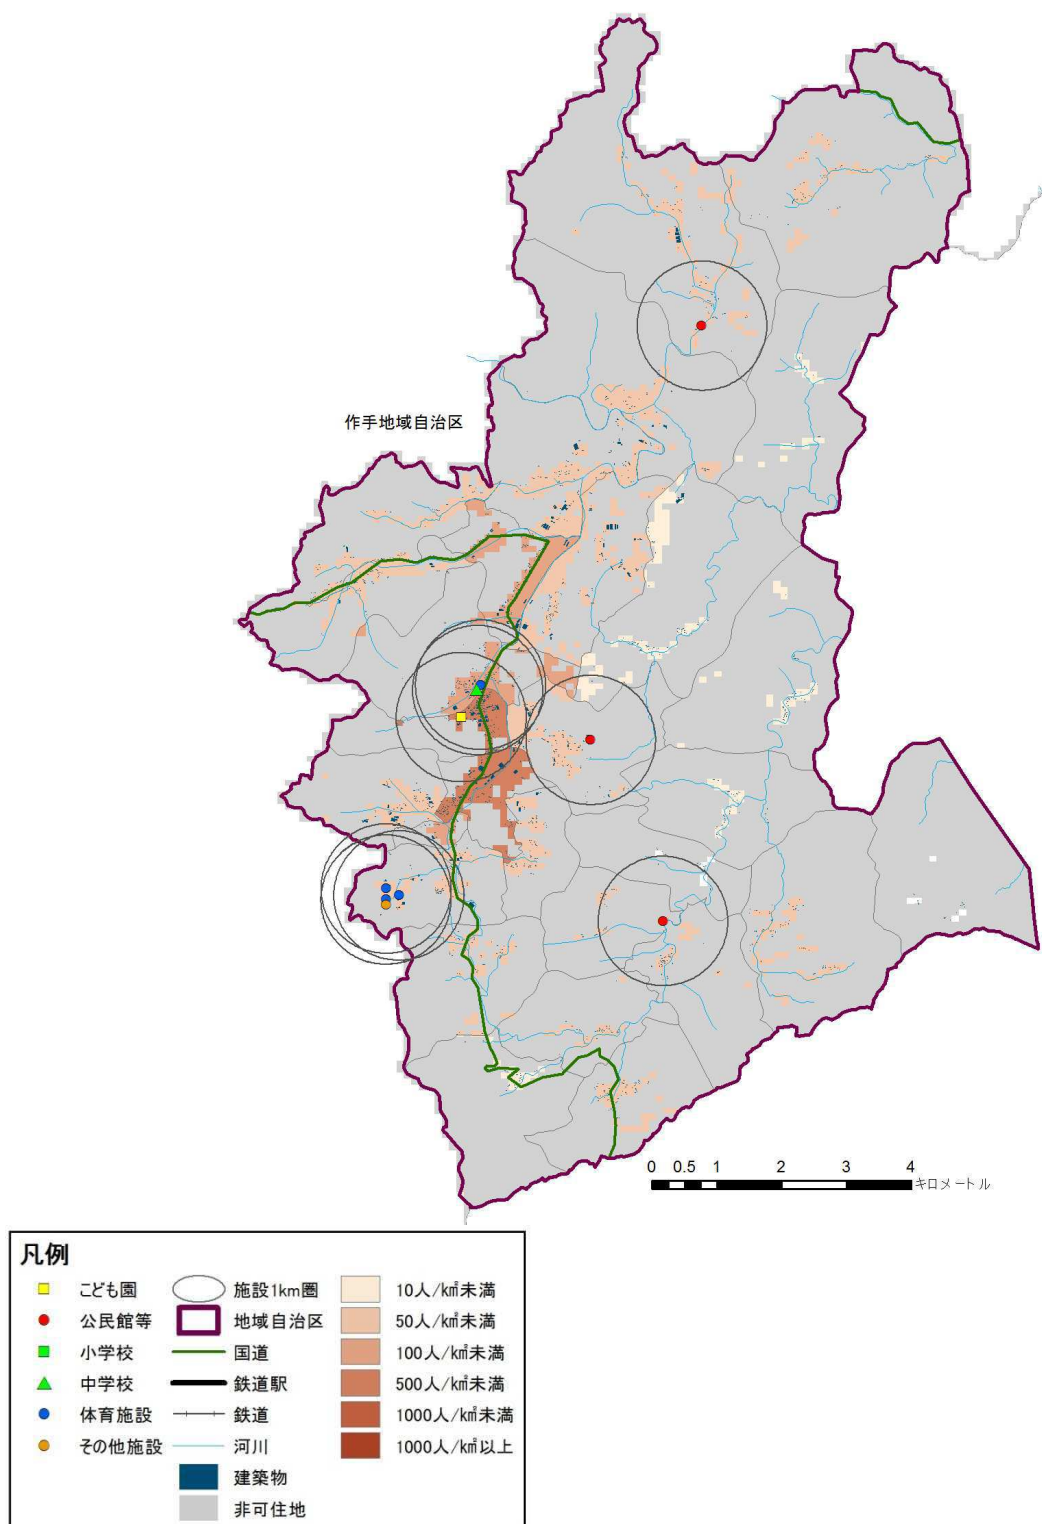 作手地域自治区
0 0.5 1 2 3 4
キロメートル
凡例
こども園
公民館等
小学校
中学校
体育施設
その他施設
施設1km圏
地域自治区
国道
鉄道駅
鉄道
河川
建築物
非可住地
10人/k㎡未満
50人/k㎡未満
100人/k㎡未満
500人/k㎡未満
1000人/k㎡未満
1000人/k㎡以上